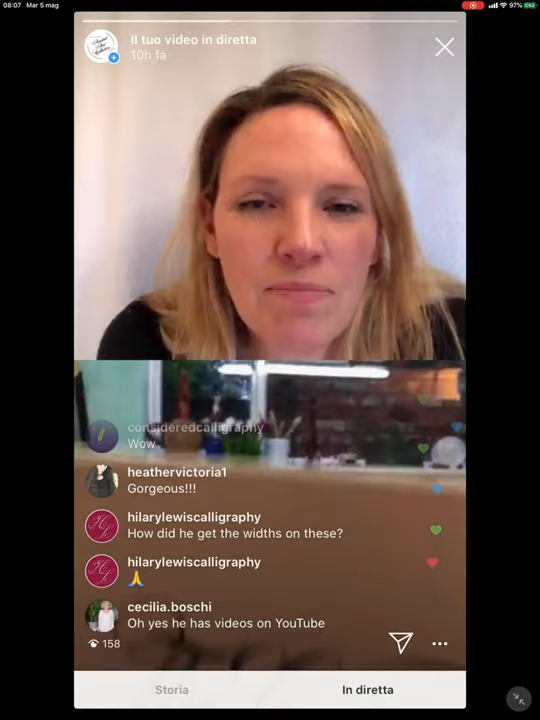 08:07 Mar 5 mag
97%
Il tuo video in diretta
10h fa
consideredcalligraphy
Wow
heathervictoria1
Gorgeous!!!
hilarylewiscalligraphy
How did he get the widths on these?
hilarylewiscalligraphy
🙏
cecilia.boschi
Oh yes he has videos on YouTube
158
Storia
In diretta